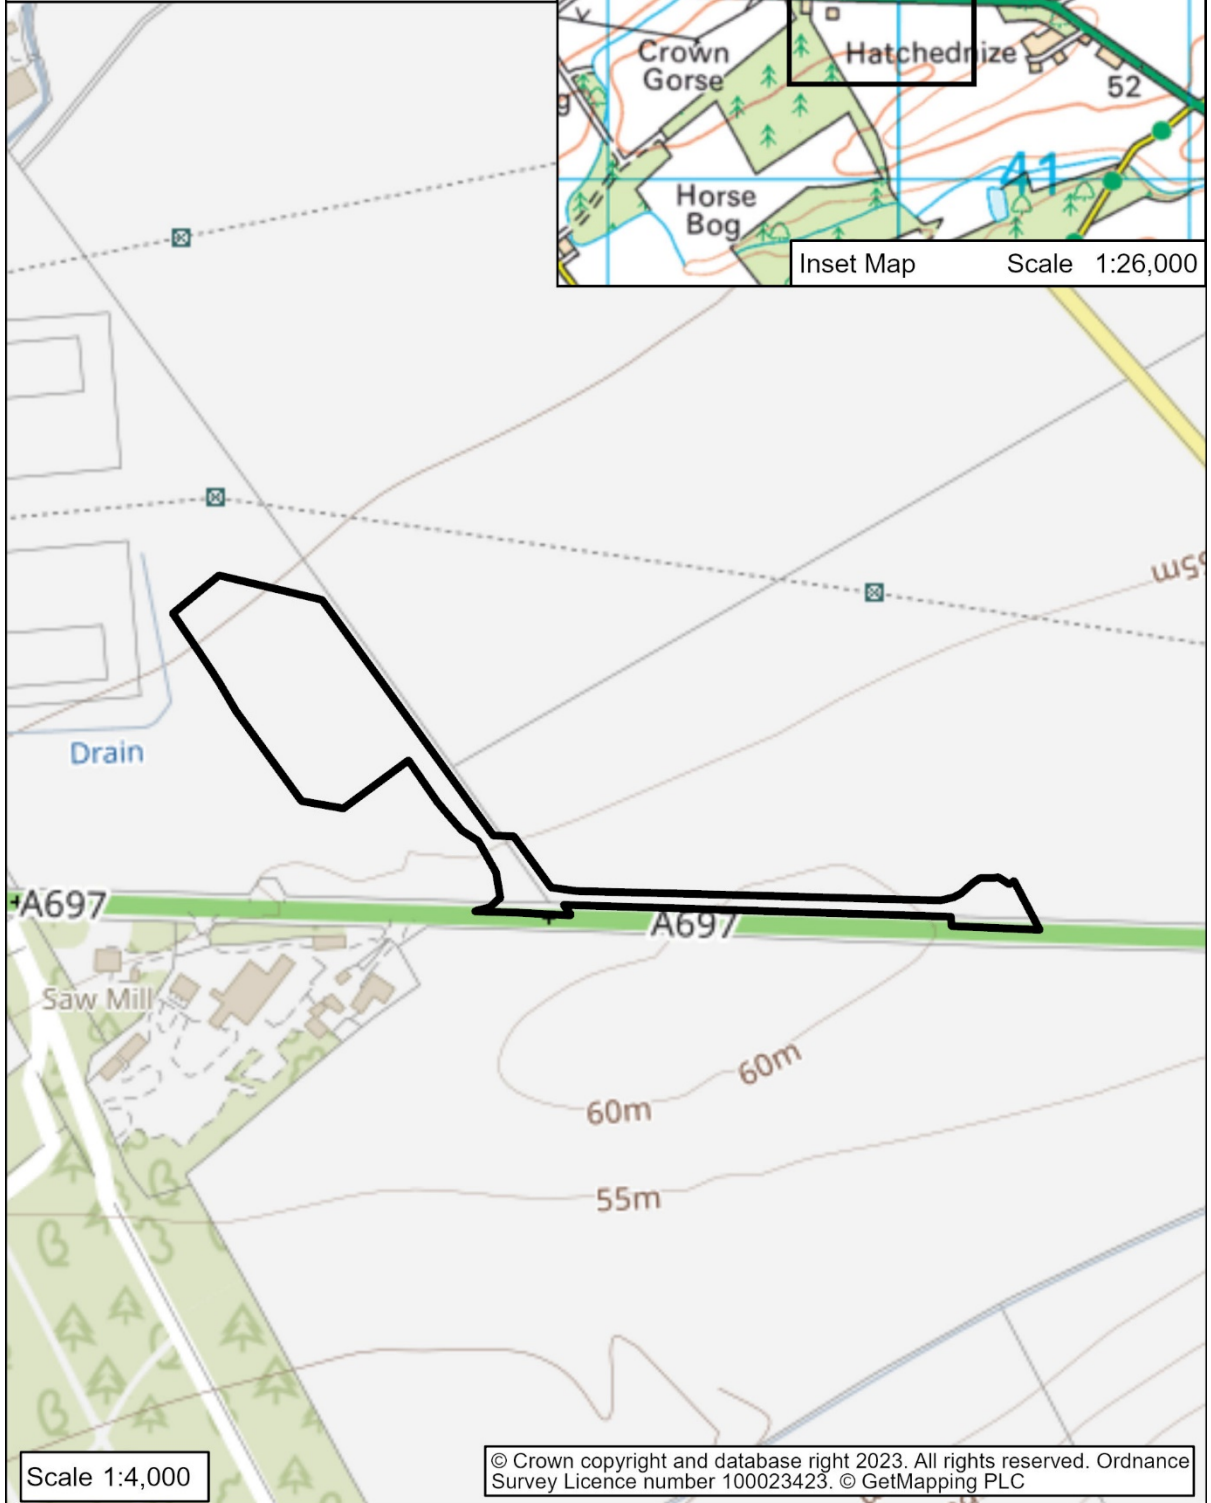 Crown
Gorse
Hatchednize
52
Horse
Bog
41
Inset Map Scale 1:26,000
Drain
A697
A697
Saw Mill
60m
60m
55m
Scale 1:4,000
© Crown copyright and database right 2023. All rights reserved. Ordnance
Survey Licence number 100023423. © GetMapping PLC